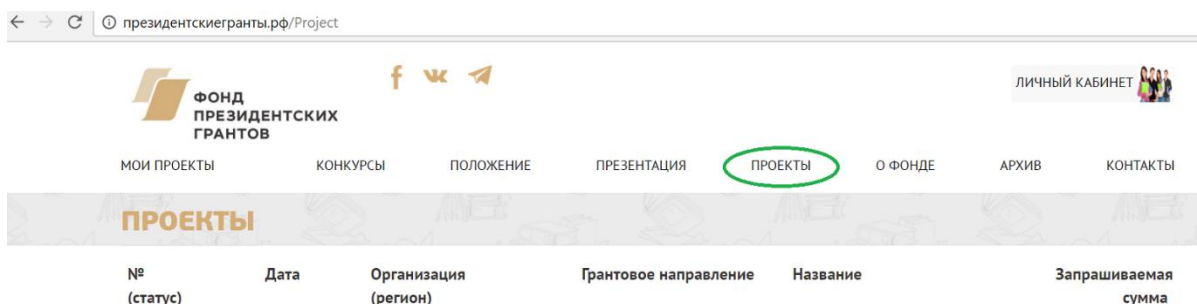 президентскиегранты.рф/Project
ЛИЧНЫЙ КАБИНЕТ
ФОНД
ПРЕЗИДЕНТСКИХ
ГРАНТОВ
МОИ ПРОЕКТЫ КОНКУРСЫ ПОЛОЖЕНИЕ ПРЕЗЕНТАЦИЯ ПРОЕКТЫ О ФОНДЕ АРХИВ КОНТАКТЫ
ПРОЕКТЫ
№ Дата Организация Грантовое направление Название Запрашиваемая
(статус) (регион) сумма